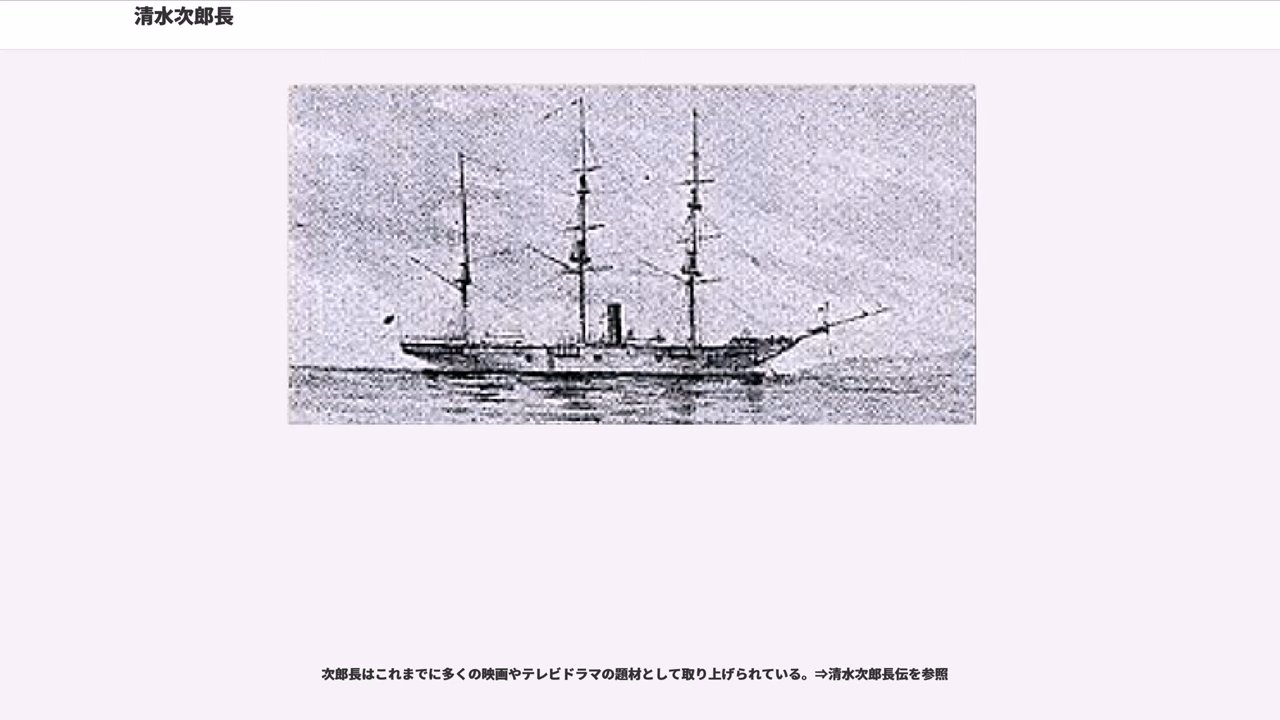 清水次郎長
次郎長はこれまでに多くの映画やテレビドラマの題材として取り上げられている。⇒清水次郎長伝を参照